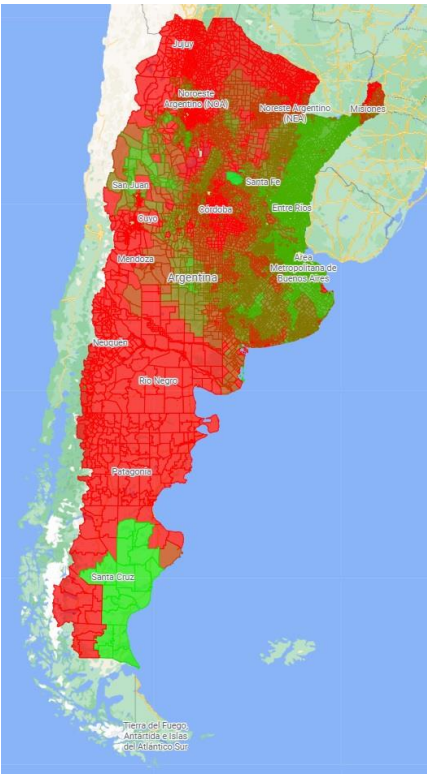 Jujuy
Noroeste
Argentino (NOA)
Noreste Argentino
(NEA)
Misiones
San Juan
Santa Fe
Córdoba
Entre Ríos
Cuyo
Mendoza
Área
Metropolitana de
Buenos Aires
Argentina
Neuquén
Río Negro
Patagonia
Santa Cruz
Tierra del Fuego,
Antártida e Islas
del Atlántico Sur